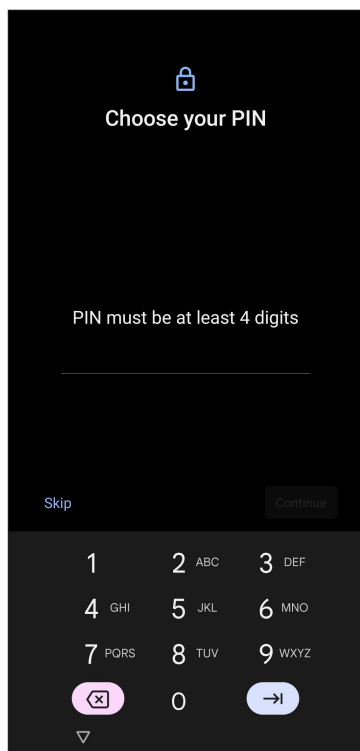 Choose your PIN
PIN must be at least 4 digits
Skip
Continue
1 2 ABC 3 DEF
4 GHI 5 JKL 6 MNO
7 PQRS 8 TUV 9 WXYZ
0